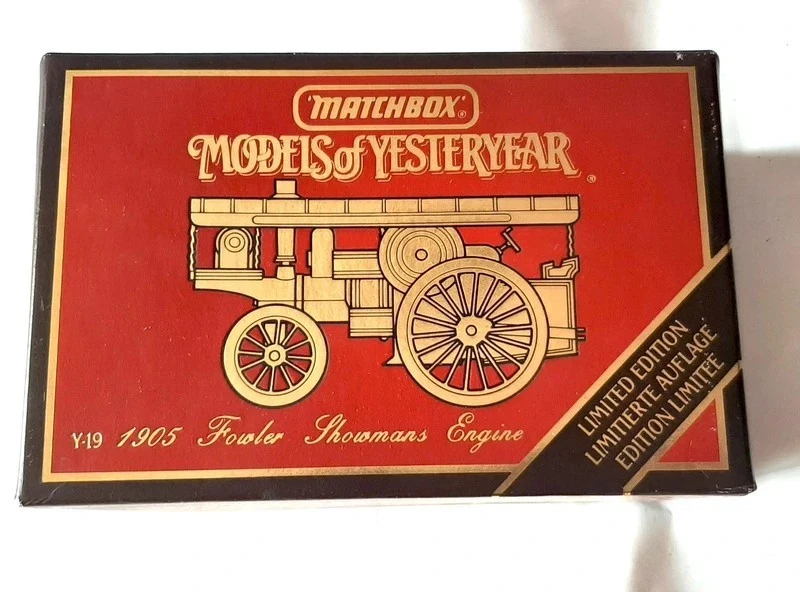 "MATCHBOX"®
MODELS of YESTERYEAR ®
Y-19 1905 Fowler Showmans Engine
LIMITED EDITION
LIMITIERTE AUFLAGE
EDITION LIMITÉE